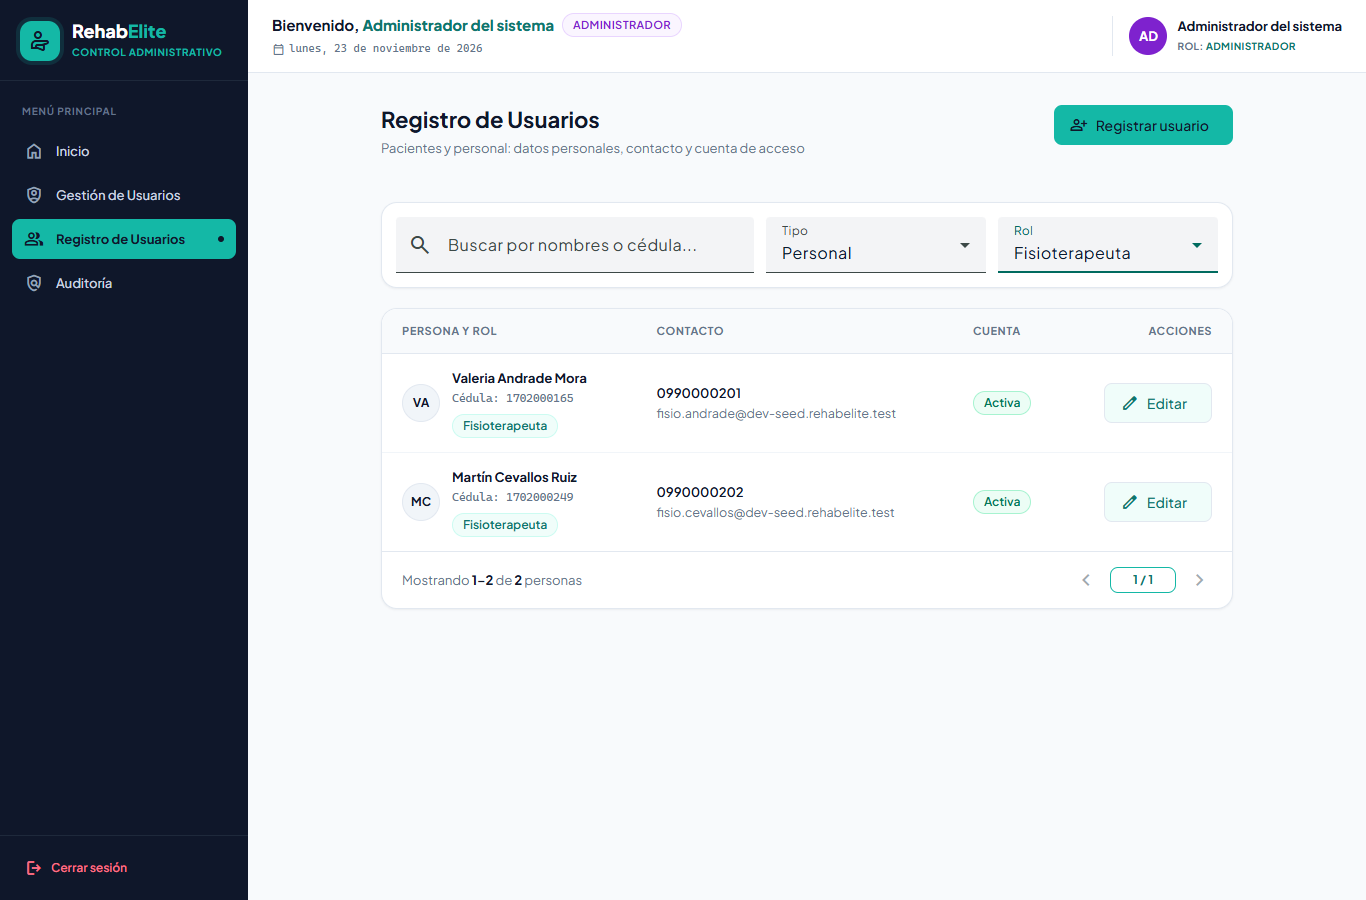 RehabElite
CONTROL ADMINISTRATIVO
MENÚ PRINCIPAL
Inicio
Gestión de Usuarios
Registro de Usuarios
Auditoría
Cerrar sesión
Bienvenido, Administrador del sistema ADMINISTRADOR
lunes, 23 de noviembre de 2026
AD
Administrador del sistema
ROL: ADMINISTRADOR
Registro de Usuarios
Pacientes y personal: datos personales, contacto y cuenta de acceso
Registrar usuario
Buscar por nombres o cédula...
Tipo
Personal
Rol
Fisioterapeuta
PERSONA Y ROL CONTACTO CUENTA ACCIONES
VA
Valeria Andrade Mora
Cédula: 1702000165
Fisioterapeuta
0990000201
fisio.andrade@dev-seed.rehabelite.test
Activa
Editar
MC
Martín Cevallos Ruiz
Cédula: 1702000249
Fisioterapeuta
0990000202
fisio.cevallos@dev-seed.rehabelite.test
Activa
Editar
Mostrando 1–2 de 2 personas
1 / 1